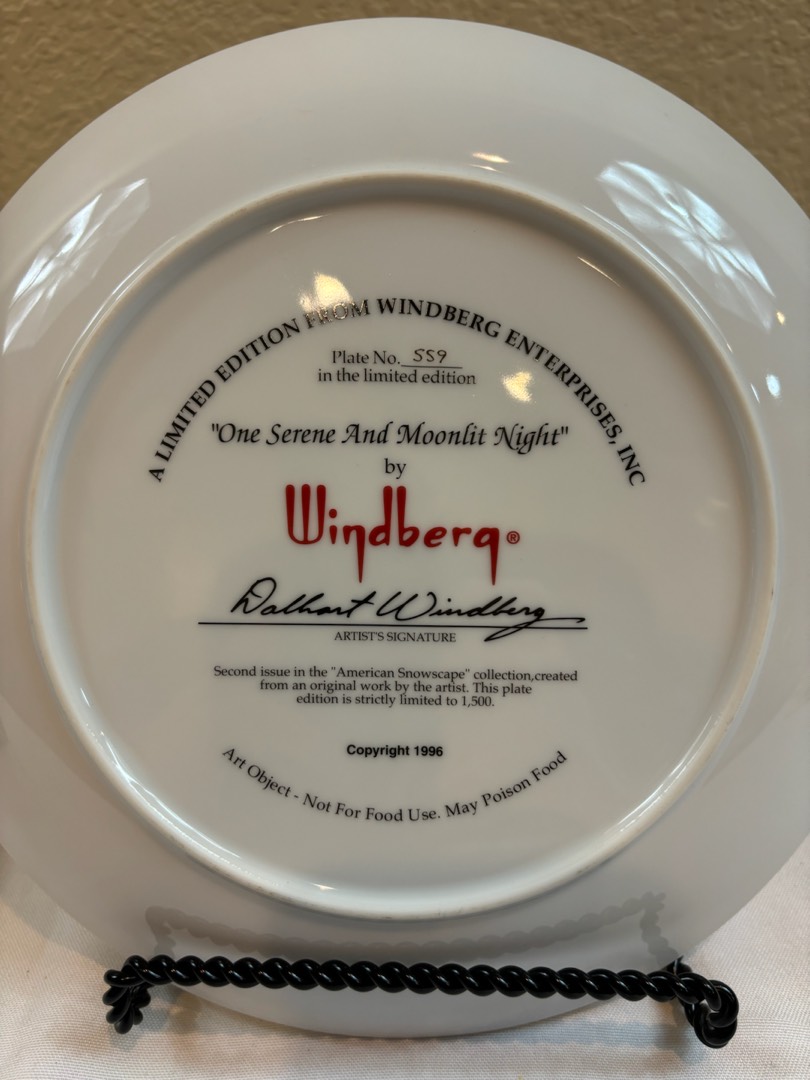 A LIMITED EDITION FROM WINDBERG ENTERPRISES, INC
Plate No. 559
in the limited edition
"One Serene And Moonlit Night"
by
Windberg®
Dalhart Windberg
ARTIST'S SIGNATURE
Second issue in the "American Snowscape" collection,created
from an original work by the artist. This plate
edition is strictly limited to 1,500.
Copyright 1996
Art Object - Not For Food Use. May Poison Food